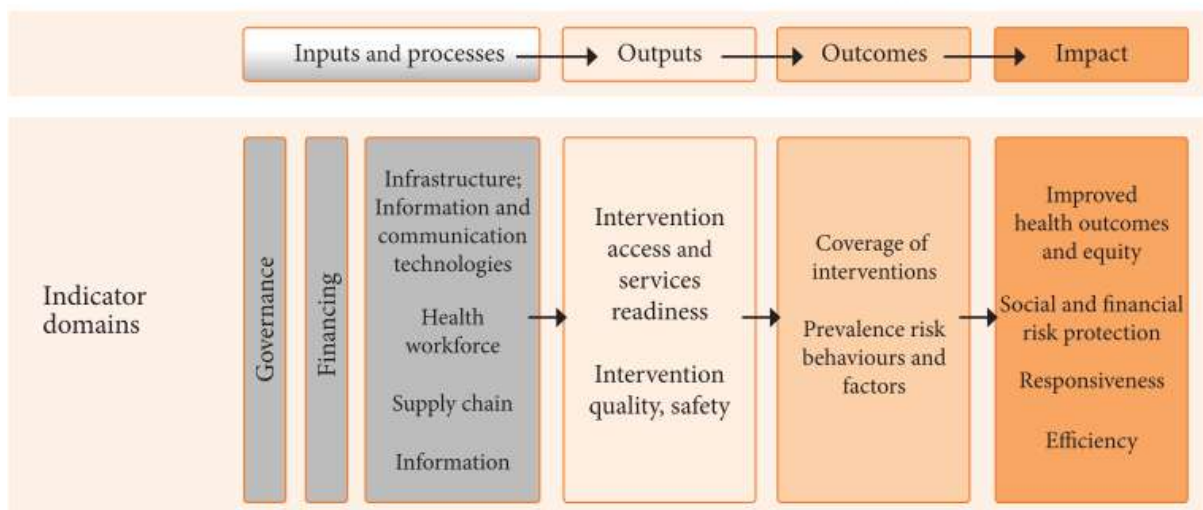 Inputs and processes
Outputs
Outcomes
Impact
Indicator
domains
Governance
Financing
Infrastructure;
Information and
communication
technologies
Health
workforce
Supply chain
Information
Intervention
access and
services
readiness
Intervention
quality, safety
Coverage of
interventions
Prevalence risk
behaviours and
factors
Improved
health outcomes
and equity
Social and financial
risk protection
Responsiveness
Efficiency